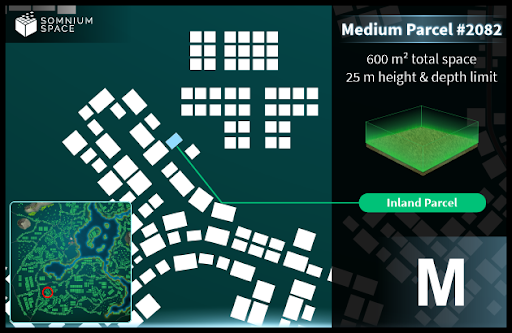 SOMNIUM
SPACE
Medium Parcel #2082
600 m² total space
25 m height & depth limit
Inland Parcel
M